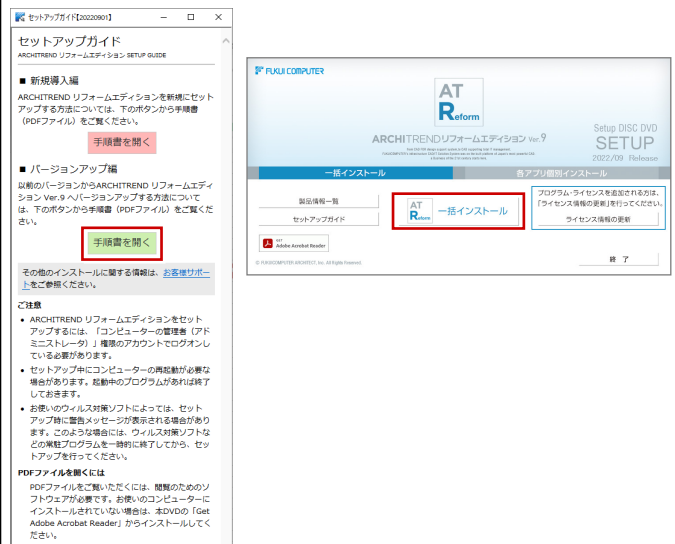 セットアップガイド【20220901】
セットアップガイド
ARCHITREND リフォームエディション SETUP GUIDE
■ 新規導入編
ARCHITREND リフォームエディションを新規にセット
アップする方法については、下のボタンから手順書
（PDFファイル）をご覧ください。
手順書を開く
■ バージョンアップ編
以前のバージョンからARCHITREND リフォームエディ
ション Ver.9 へバージョンアップする方法について
は、下のボタンから手順書（PDFファイル）をご覧くだ
さい。
手順書を開く
その他のインストールに関する情報は、お客様サポー
トをご参照ください。
ご注意
• ARCHITREND リフォームエディションをセット
アップするには、「コンピューターの管理者（アド
ミニストレータ）」権限のアカウントでログオンし
ている必要があります。
• セットアップ中にコンピューターの再起動が必要な
場合があります。起動中のプログラムがあれば終了
しておきます。
• お使いのウィルス対策ソフトによっては、セット
アップ時に警告メッセージが表示される場合があり
ます。このような場合には、ウィルス対策ソフトな
どの常駐プログラムを一時的に終了してから、セッ
トアップを行ってください。
PDFファイルを開くには
PDFファイルをご覧いただくには、閲覧のためのソ
フトウェアが必要です。お使いのコンピューターに
インストールされていない場合は、本DVDの「Get
Adobe Acrobat Reader」からインストールしてく
ださい。
FUKUI COMPUTER
AT
Reform
ARCHITRENDリフォームエディション Ver.9
Setup DISC DVD
SETUP
2022/09 Release
一括インストール
各アプリ個別インストール
製品情報一覧
セットアップガイド
AT
Reform
一括インストール
プログラム・ライセンスを追加される方は、
「ライセンス情報の更新」を行ってください。
ライセンス情報の更新
GET
Adobe Acrobat Reader
© FUKUICOMPUTER ARCHITECT, Inc. All Rights Reserved.
終 了